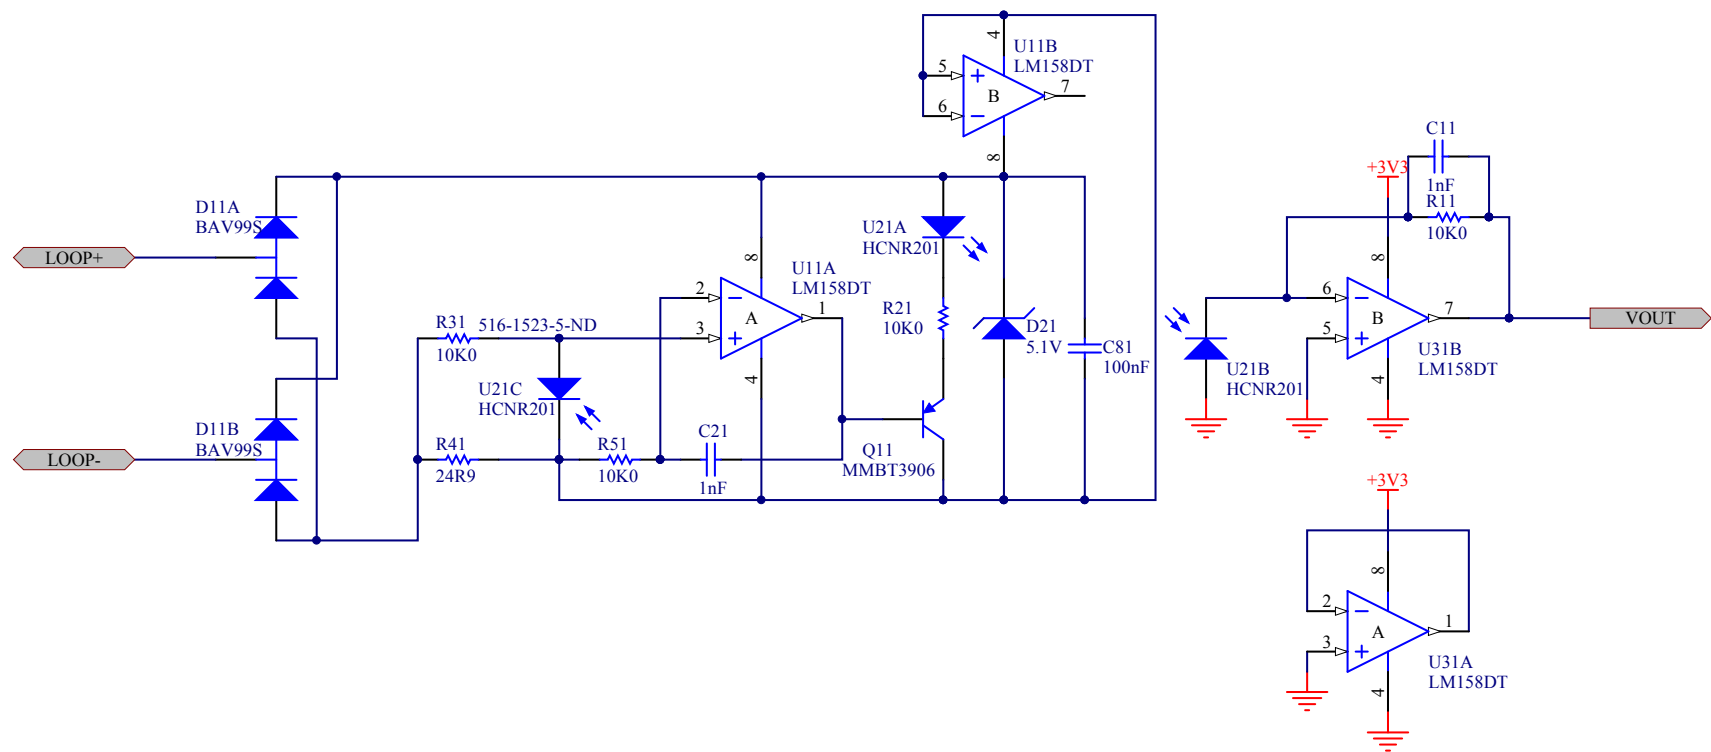 4
U11B
LM158DT
5
6
B
7
8
C11
1nF
R11
10K0
+3V3
D11A
BAV99S
LOOP+
U21A
HCNR201
8
U11A
LM158DT
2
A
1
3
4
R21
10K0
D21
5.1V
C81
100nF
R31
10K0
516-1523-5-ND
U21C
HCNR201
8
6
B
7
5
4
U31B
LM158DT
VOUT
U21B
HCNR201
D11B
BAV99S
LOOP-
R41
24R9
R51
10K0
C21
1nF
Q11
MMBT3906
+3V3
8
2
A
1
3
4
U31A
LM158DT